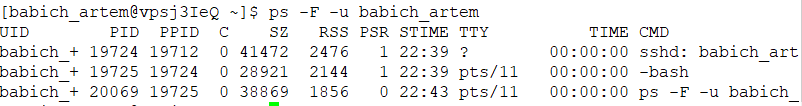 [babich_artem@vpsj3IeQ ~]$ ps -F -u babich_artem
UID        PID  PPID  C    SZ   RSS PSR STIME TTY          TIME CMD
babich_+ 19724 19712  0 41472  2476   1 22:39 ?        00:00:00 sshd: babich_art
babich_+ 19725 19724  0 28921  2144   1 22:39 pts/11   00:00:00 -bash
babich_+ 20069 19725  0 38869  1856   0 22:43 pts/11   00:00:00 ps -F -u babich_